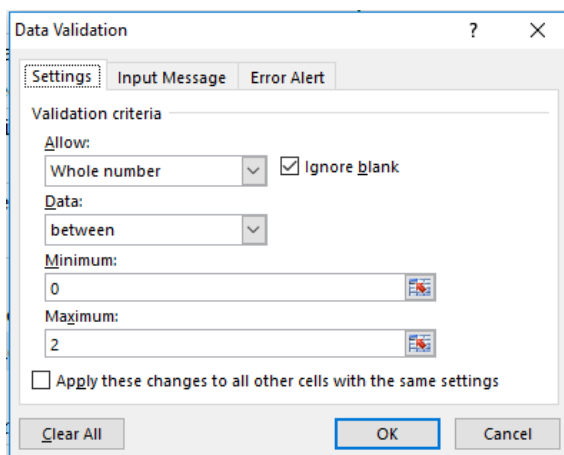 Data Validation ?
Settings Input Message Error Alert
Validation criteria
Allow:
Whole number Ignore blank
Data:
between
Minimum:
0
Maximum:
2
Apply these changes to all other cells with the same settings
Clear All OK Cancel